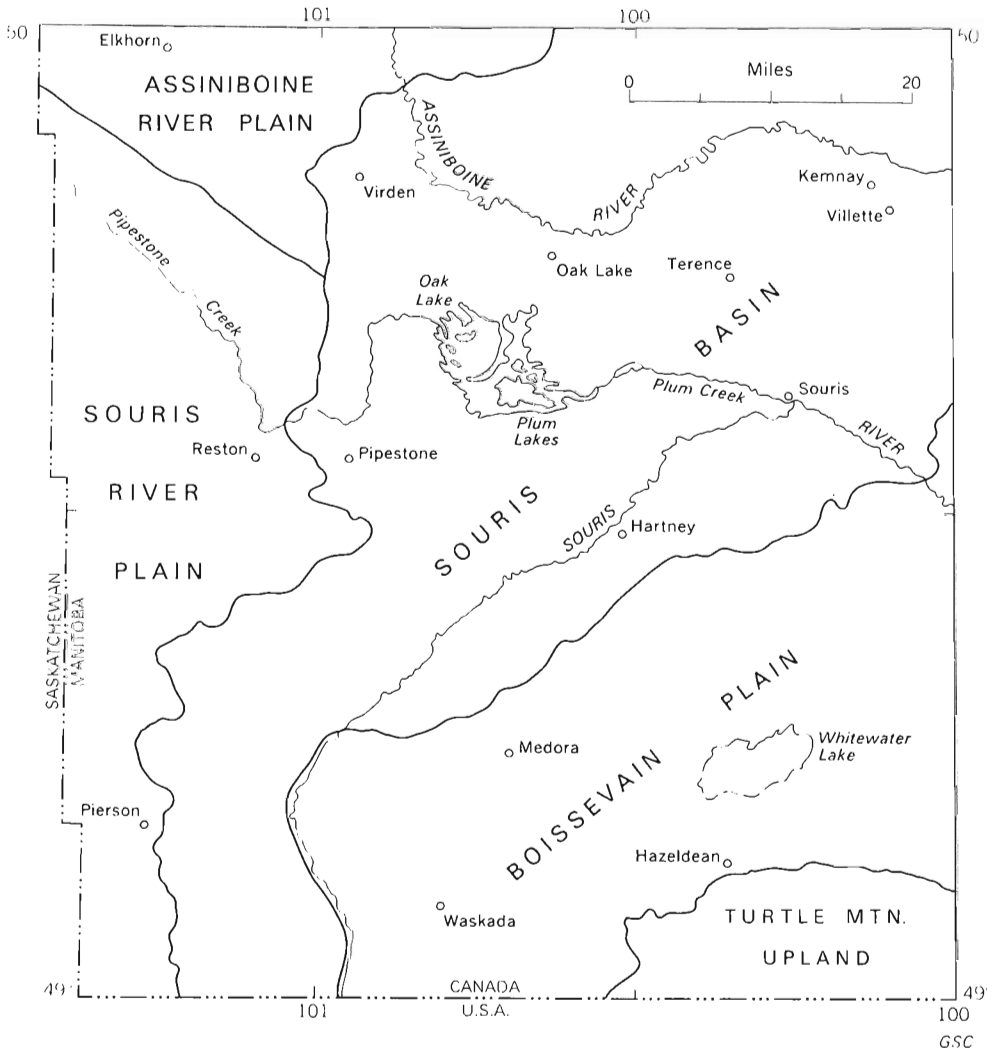 101
100
50
50
Elkhorn
ASSINIBOINE
RIVER PLAIN
Miles
0
20
ASSINIBOINE
RIVER
Virden
Kemnay
Villette
Pipestone
Creek
Oak Lake
Terence
Oak
Lake
BASIN
SOURIS
RIVER
PLAIN
Plum Creek
Souris
RIVER
Plum
Lakes
Reston
Pipestone
SOURIS
SOURIS
Hartney
SASKATCHEWAN
MANITOBA
PLAIN
Whitewater
Lake
Medora
BOISSEVAIN
Pierson
Hazeldean
Waskada
TURTLE MTN.
UPLAND
49
CANADA
49
101
U.S.A.
100
GSC